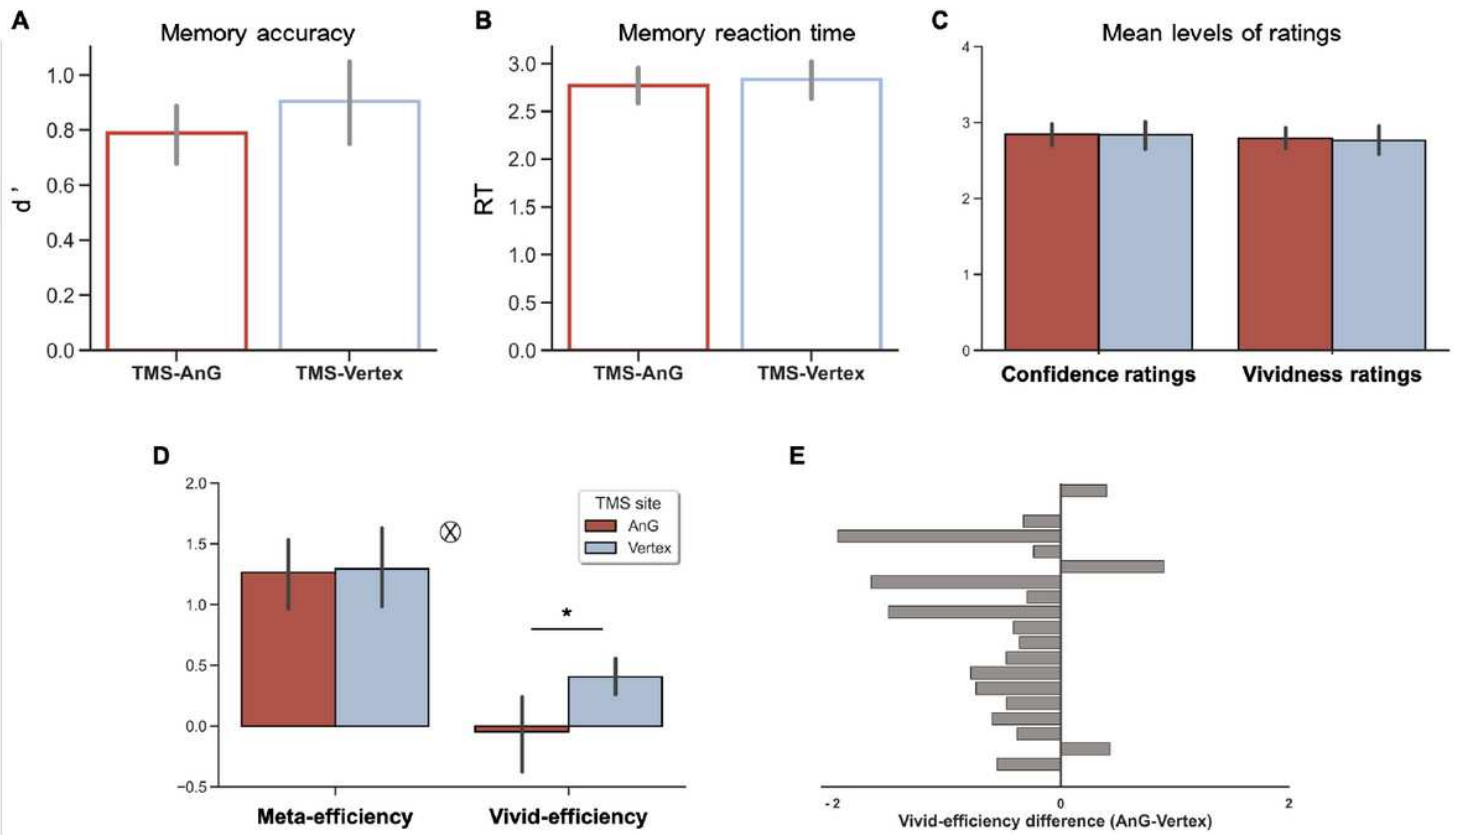 A
Memory accuracy
d'
1.0
0.8
0.6
0.4
0.2
0.0
TMS-AnG TMS-Vertex
B
Memory reaction time
RT
3.0
2.5
2.0
1.5
1.0
0.5
0.0
TMS-AnG TMS-Vertex
C
Mean levels of ratings
4
3
2
1
0
Confidence ratings Vividness ratings
D
2.0
1.5
1.0
0.5
0.0
−0.5
TMS site
AnG
Vertex
*
Meta-efficiency Vivid-efficiency
E
-2 0 2
Vivid-efficiency difference (AnG-Vertex)